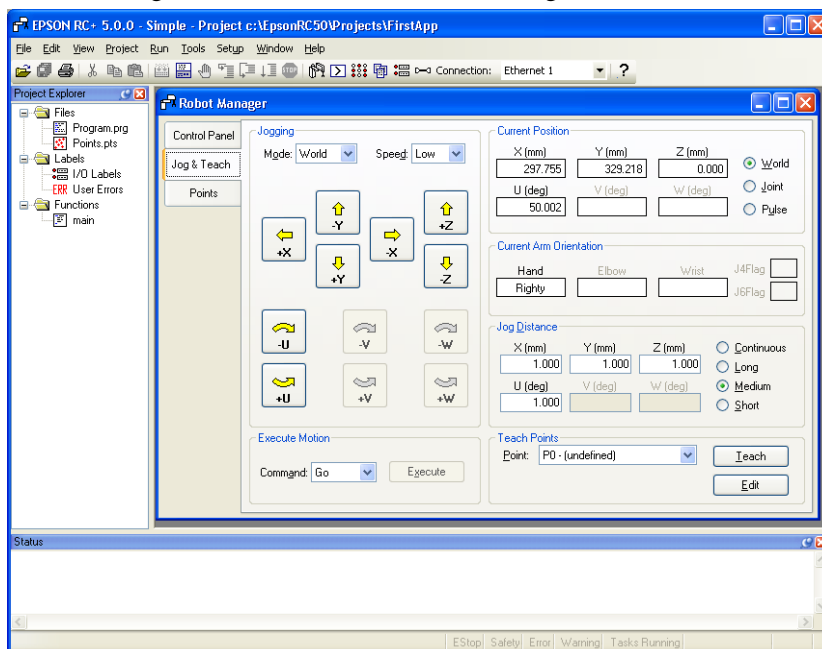 EPSON RC+ 5.0.0 - Simple - Project c:\EpsonRC50\Projects\FirstApp
File Edit View Project Run Tools Setup Window Help
Connection: Ethernet 1
Project Explorer
Files
Program.prg
Points.pts
Labels
I/O Labels
ERR User Errors
Functions
main
Robot Manager
Control Panel
Jog & Teach
Points
Jogging
Mode: World Speed: Low
-Y +Z
+X -X
+Y -Z
-U -V -W
+U +V +W
Execute Motion
Command: Go Execute
Current Position
X (mm) Y (mm) Z (mm)
297.755 329.218 0.000
U (deg) V (deg) W (deg)
50.002
World
Joint
Pulse
Current Arm Orientation
Hand Elbow Wrist J4Flag
Righty J6Flag
Jog Distance
X (mm) Y (mm) Z (mm)
1.000 1.000 1.000
U (deg) V (deg) W (deg)
1.000
Continuous
Long
Medium
Short
Teach Points
Point: P0 - (undefined) Teach
Edit
Status
EStop Safety Error Warning Tasks Running